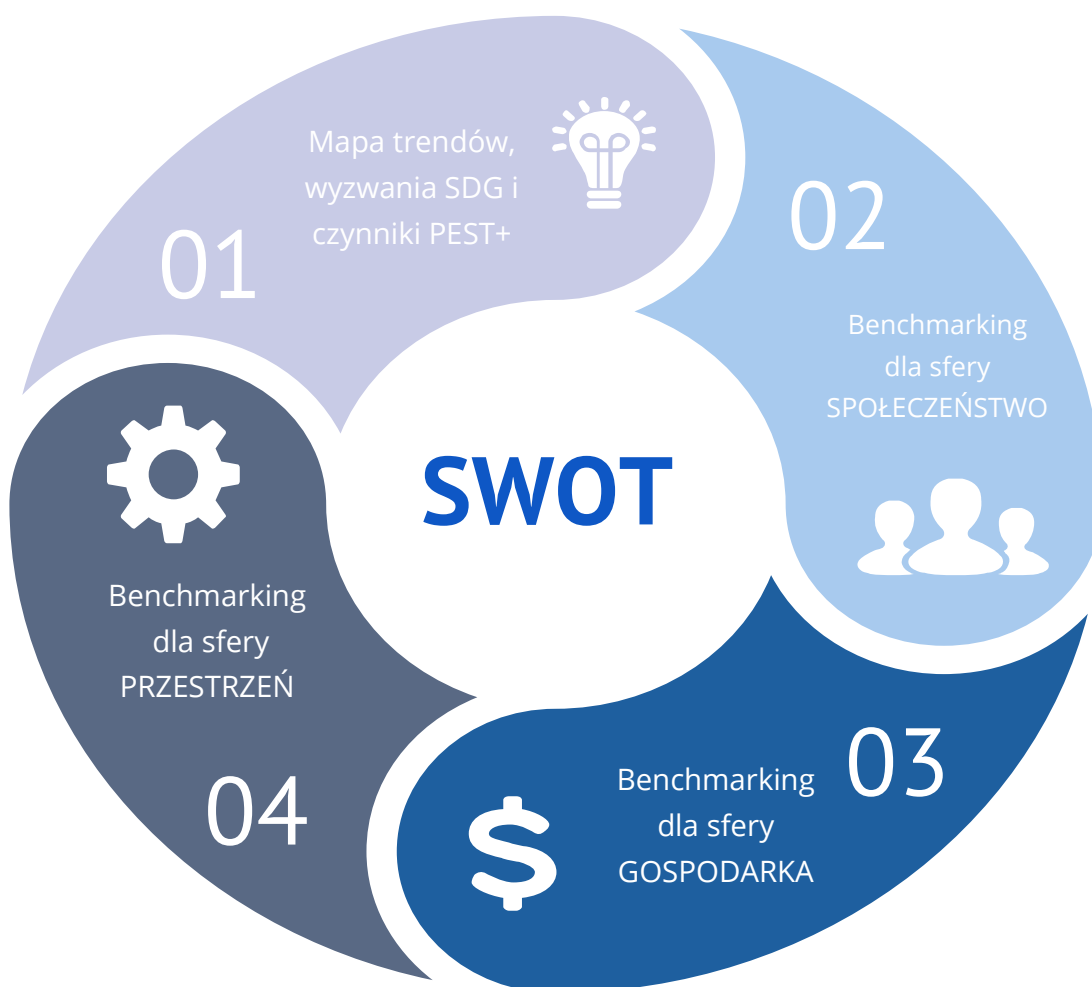 01
Mapa trendów,
wyzwania SDG i
czynniki PEST+
02
Benchmarking
dla sfery
SPOŁECZEŃSTWO
SWOT
03
Benchmarking
dla sfery
GOSPODARKA
$
04
Benchmarking
dla sfery
PRZESTRZEŃ